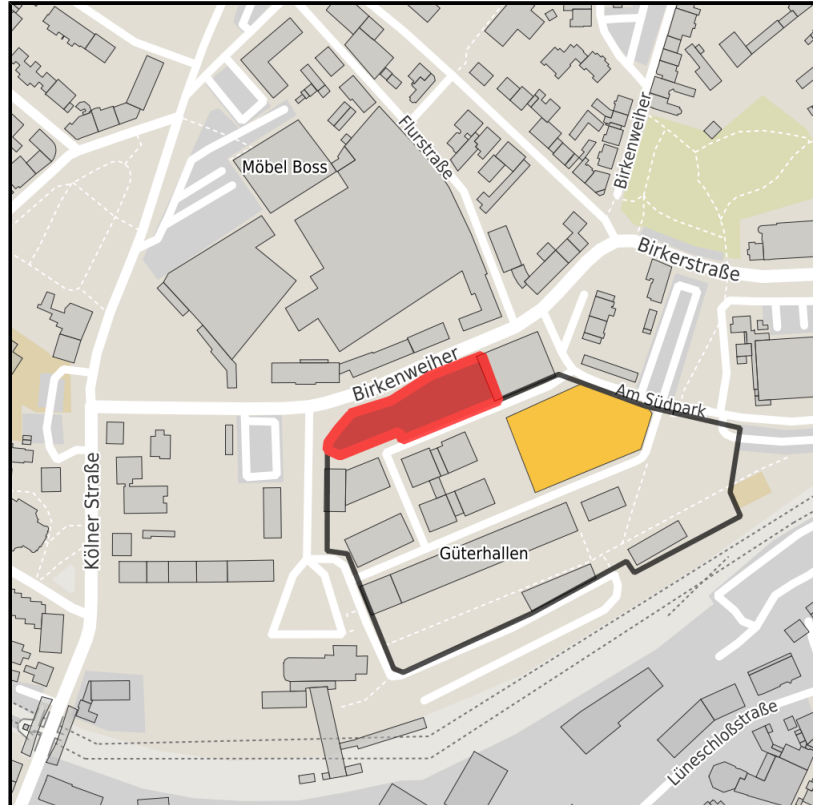 Birkenweiher
Flurstraße
Möbel Boss
Birkerstraße
Birkenweiher
Am Südpark
Kölner Straße
Güterhallen
Lüneschloßstraße